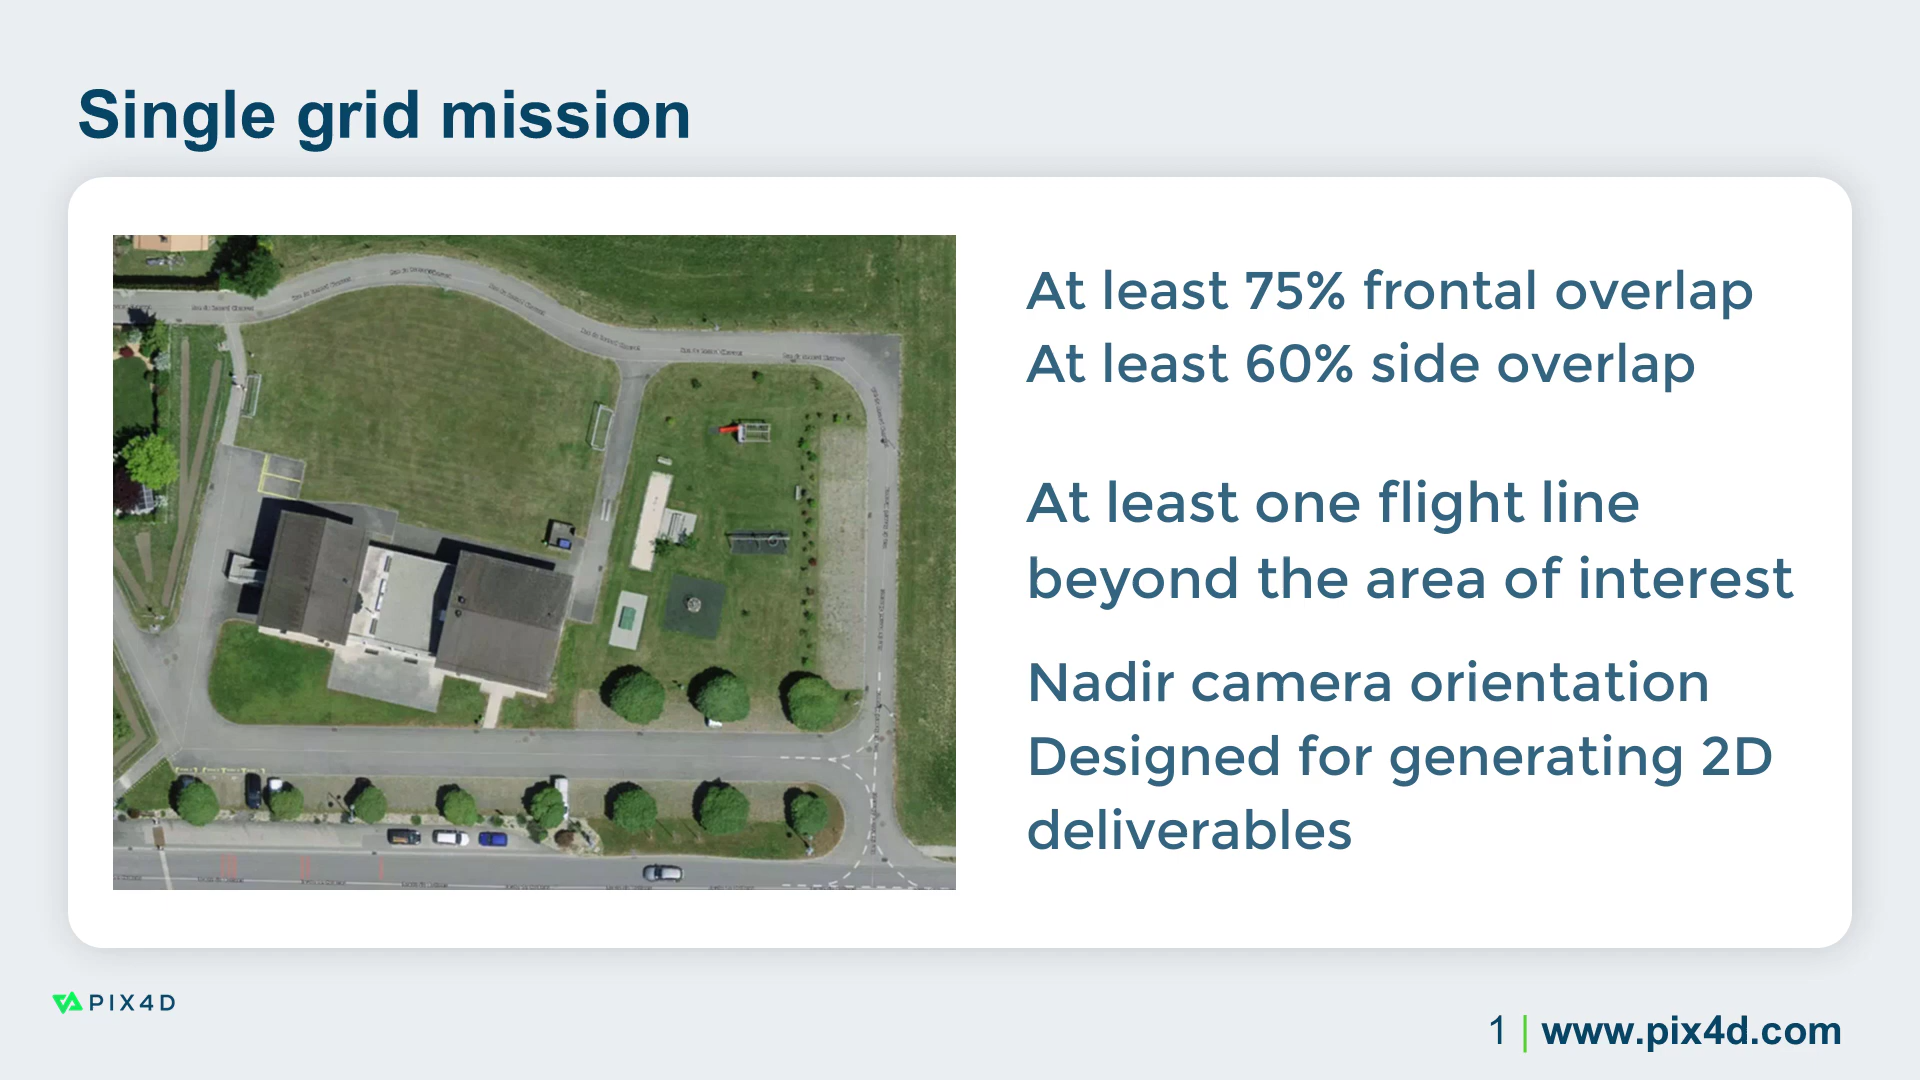 Single grid mission
At least 75% frontal overlap
At least 60% side overlap
At least one flight line
beyond the area of interest
Nadir camera orientation
Designed for generating 2D
deliverables
PIX4D
1 | www.pix4d.com